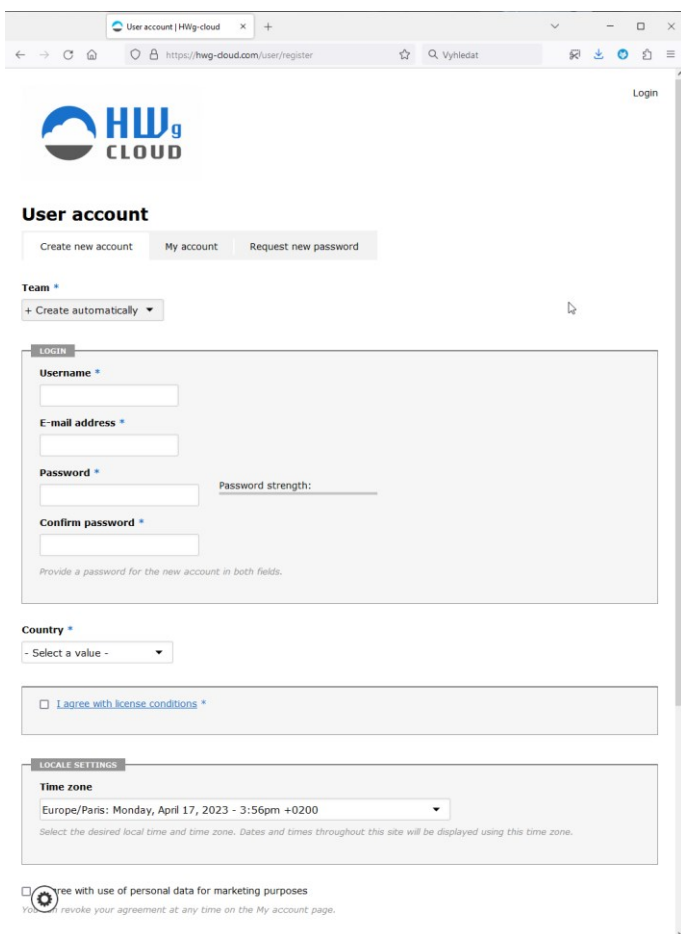 User account | HWg-cloud
https://hwg-cloud.com/user/register
Vyhledat
Login
HWg
CLOUD
User account
Create new account My account Request new password
Team *
+ Create automatically
LOGIN
Username *
E-mail address *
Password *
Password strength:
Confirm password *
Provide a password for the new account in both fields.
Country *
- Select a value -
I agree with license conditions *
LOCALE SETTINGS
Time zone
Europe/Paris: Monday, April 17, 2023 - 3:56pm +0200
Select the desired local time and time zone. Dates and times throughout this site will be displayed using this time zone.
gree with use of personal data for marketing purposes
You can revoke your agreement at any time on the My account page.